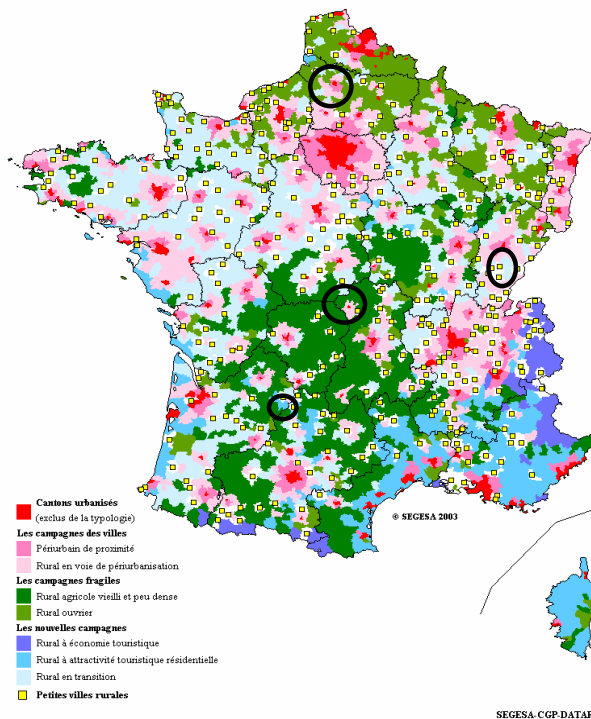 © SEGESA 2003
Cantons urbanisés
(exclus de la typologie)
Les campagnes des villes
Périurbain de proximité
Rural en voie de périurbanisation
Les campagnes fragiles
Rural agricole vieilli et peu dense
Rural ouvrier
Les nouvelles campagnes
Rural à économie touristique
Rural à attractivité touristique résidentielle
Rural en transition
Petites villes rurales
SEGESA-CGP-DATAR